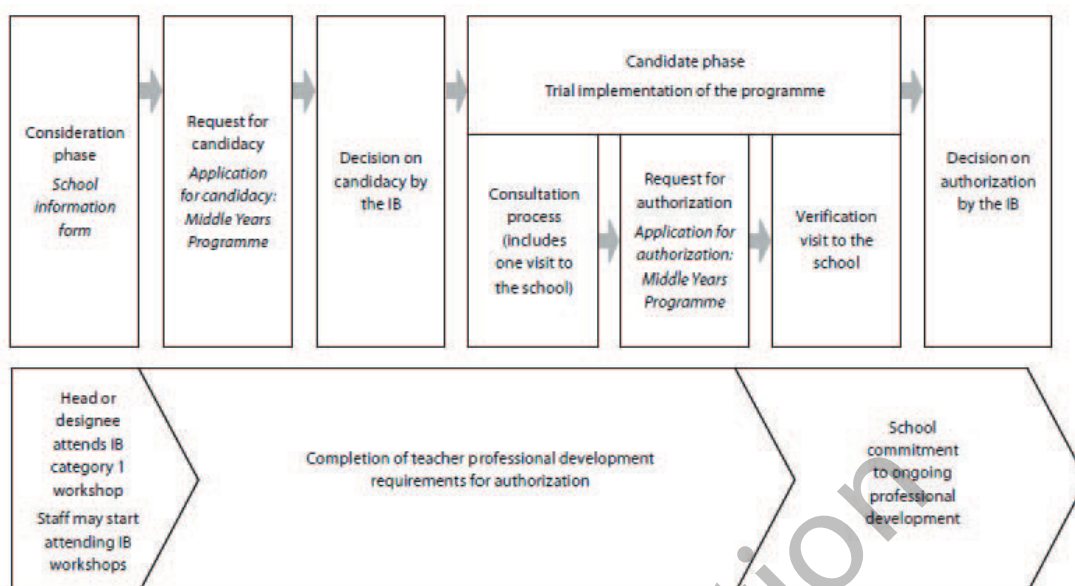 Consideration
phase
School
information
form
Request for
candidacy
Application
for candidacy:
Middle Years
Programme
Decision on
candidacy by
the IB
Candidate phase
Trial implementation of the programme
Consultation
process
(includes
one visit to
the school)
Request for
authorization
Application for
authorization:
Middle Years
Programme
Verification
visit to the
school
Decision on
authorization
by the IB
Head or
designee
attends IB
category 1
workshop
Staff may start
attending IB
workshops
Completion of teacher professional development
requirements for authorization
School
commitment
to ongoing
professional
development